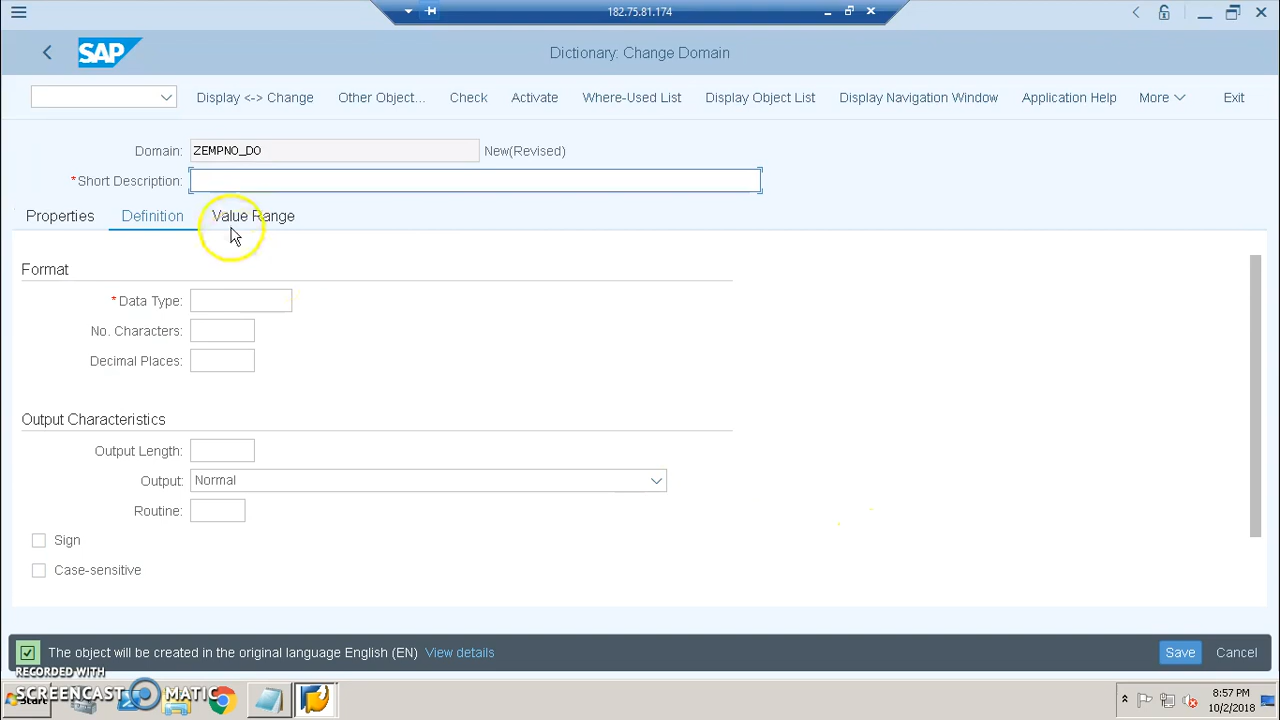 182.75.81.174
SAP Dictionary: Change Domain
Display <-> Change Other Object... Check Activate Where-Used List Display Object List Display Navigation Window Application Help More Exit
Domain: ZEMPNO_DO New(Revised)
*Short Description:
Properties Definition Value Range
Format
* Data Type:
No. Characters:
Decimal Places:
Output Characteristics
Output Length:
Output: Normal
Routine:
Sign
Case-sensitive
The object will be created in the original language English (EN) View details Save Cancel
RECORDED WITH
SCREENCAST MATIC
Start 8:57 PM
10/2/2018